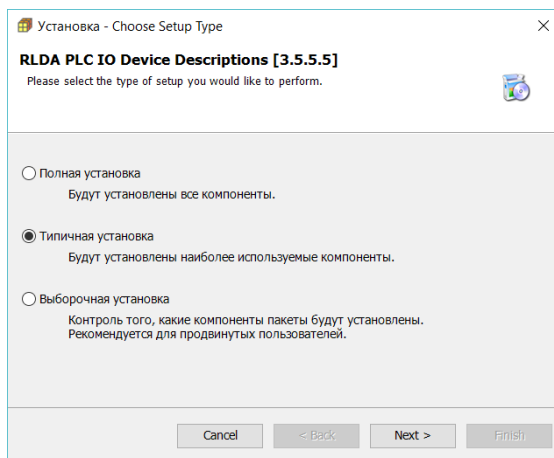 Установка - Choose Setup Type
RLDA PLC IO Device Descriptions [3.5.5.5]
Please select the type of setup you would like to perform.
Полная установка
Будут установлены все компоненты.
Типичная установка
Будут установлены наиболее используемые компоненты.
Выборочная установка
Контроль того, какие компоненты пакеты будут установлены.
Рекомендуется для продвинутых пользователей.
Cancel < Back Next > Finish